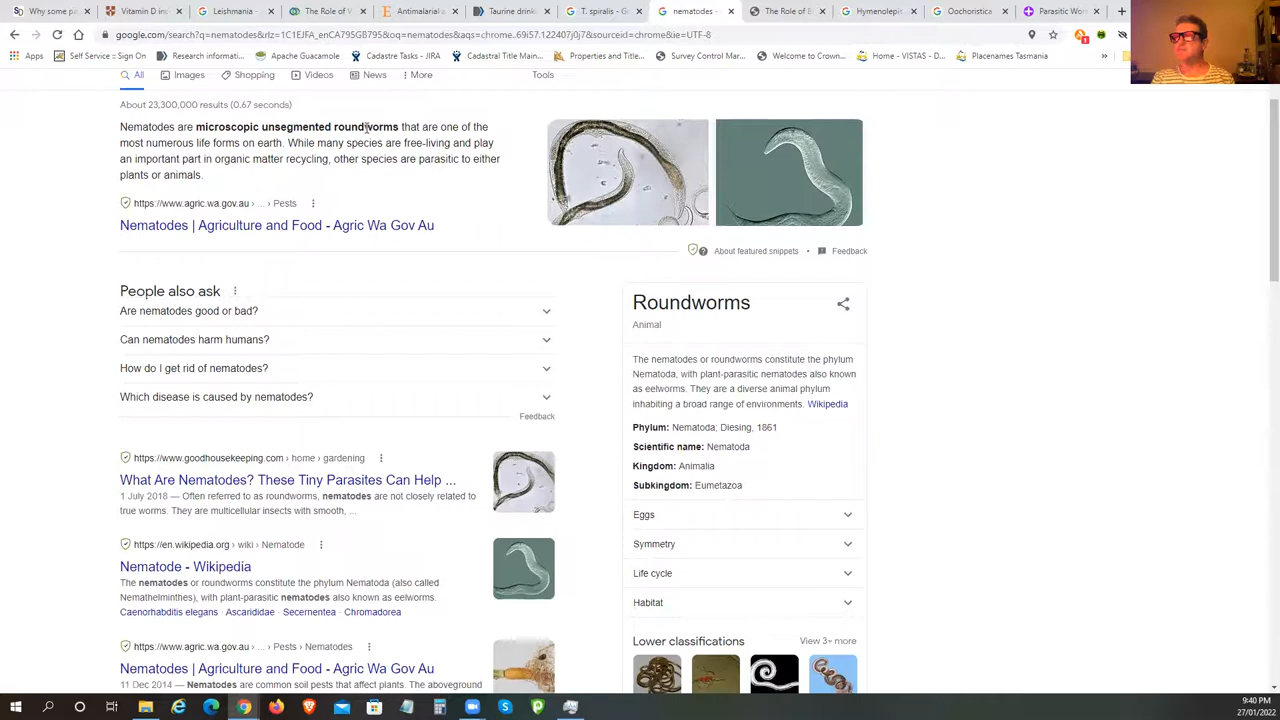 Why some pa
Vitamin D ind
Leishmania -
The Role of V
Antimalarial a
Taurine drink
T. spiralis - Go
nematodes -
The Role of B
Hymenolepis
Oochoristica
Parasitic Wor
google.com/search?q=nematodes&rlz=1C1EJFA_enCA795GB795&oq=nematodes&aqs=chrome..69i57.122407j0j7&sourceid=chrome&ie=UTF-8
Apps
Self Service - Sign On
Research informati...
Apache Guacamole
Cadastre Tasks - JIRA
Cadastral Title Main...
Properties and Title...
Survey Control Mar...
Welcome to Crown...
Home - VISTAS - D...
Placenames Tasmania
All
Images
Shopping
Videos
News
More
Tools
About 23,300,000 results (0.67 seconds)
Nematodes are microscopic unsegmented roundworms that are one of the
most numerous life forms on earth. While many species are free-living and play
an important part in organic matter recycling, other species are parasitic to either
plants or animals.
https://www.agric.wa.gov.au › ... › Pests
Nematodes | Agriculture and Food - Agric Wa Gov Au
About featured snippets • Feedback
People also ask
Are nematodes good or bad?
Can nematodes harm humans?
How do I get rid of nematodes?
Which disease is caused by nematodes?
Feedback
https://www.goodhousekeeping.com › home › gardening
What Are Nematodes? These Tiny Parasites Can Help ...
1 July 2018 — Often referred to as roundworms, nematodes are not closely related to
true worms. They are multicellular insects with smooth, ...
https://en.wikipedia.org › wiki › Nematode
Nematode - Wikipedia
The nematodes or roundworms constitute the phylum Nematoda (also called
Nemathelminthes), with plant-parasitic nematodes also known as eelworms.
Caenorhabditis elegans · Ascarididae · Secernentea · Chromadorea
https://www.agric.wa.gov.au › Pests › Nematodes
Nematodes | Agriculture and Food - Agric Wa Gov Au
11 Dec 2014 — Nematodes are common soil pests that affect plants. The aboveground
Roundworms
Animal
The nematodes or roundworms constitute the phylum
Nematoda, with plant-parasitic nematodes also known
as eelworms. They are a diverse animal phylum
inhabiting a broad range of environments. Wikipedia
Phylum: Nematoda; Diesing, 1861
Scientific name: Nematoda
Kingdom: Animalia
Subkingdom: Eumetazoa
Eggs
Symmetry
Life cycle
Habitat
Lower classifications
View 3+ more
9:40 PM
27/01/2022